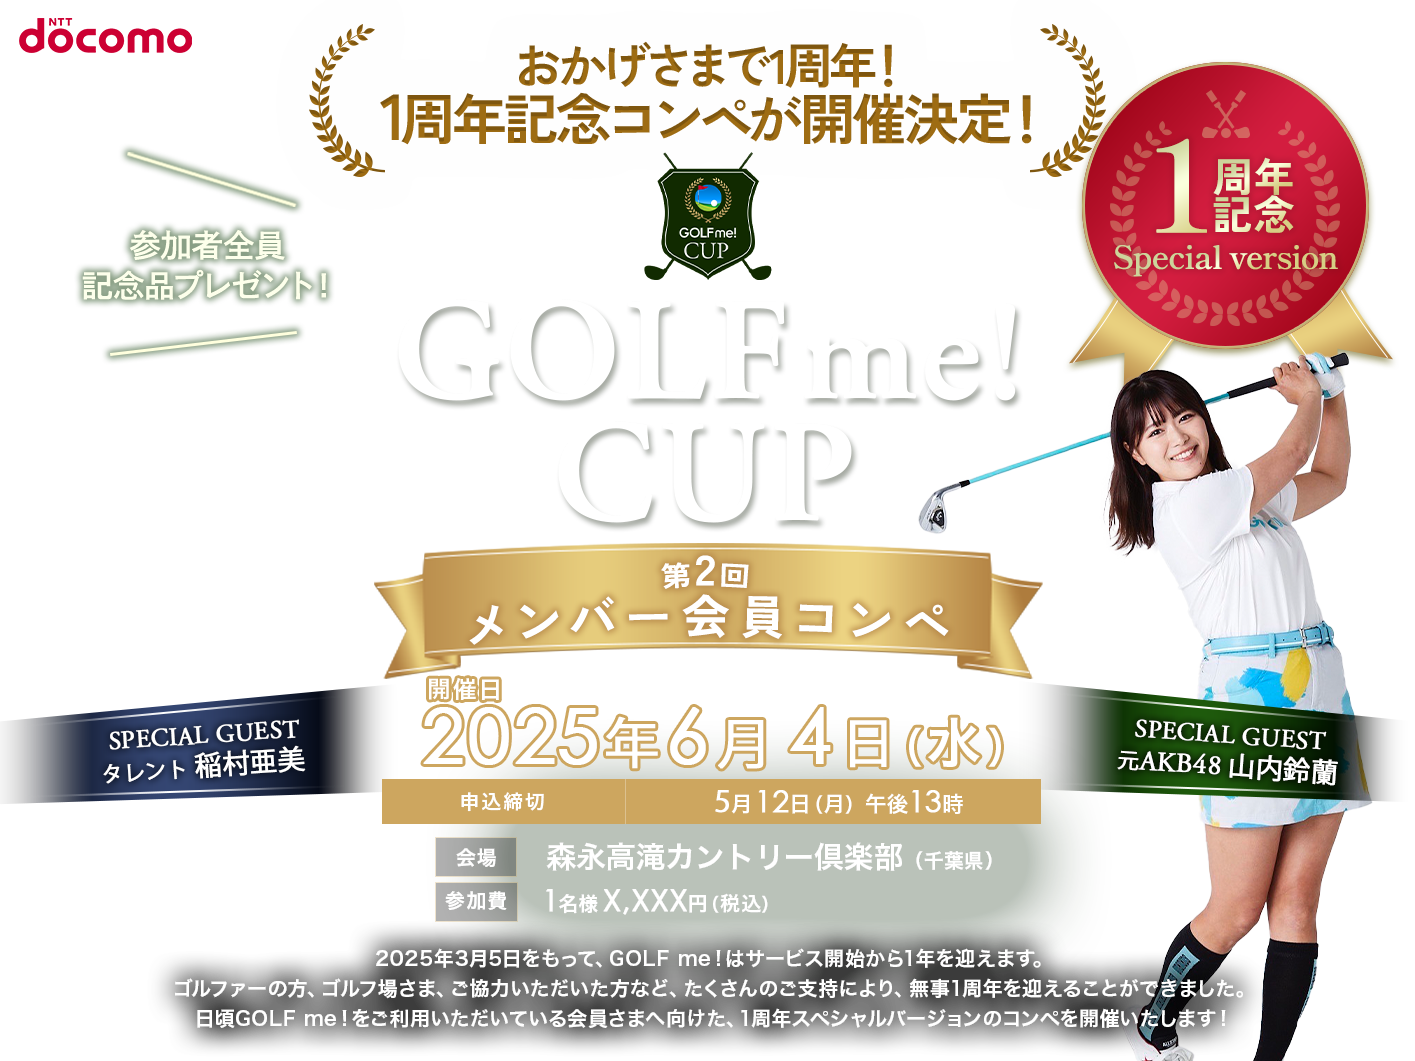 NTT
docomo
おかげさまで1周年！
1周年記念コンペが開催決定！
参加者全員
記念品プレゼント！
GOLF me!
CUP
1周年
記念
Special version
GOLF me!
CUP
第2回
メンバー会員コンペ
開催日
2025年6月4日（水）
SPECIAL GUEST
タレント 稲村亜美
SPECIAL GUEST
元AKB48 山内鈴蘭
申込締切 5月12日（月） 午後13時
会場 森永高滝カントリー倶楽部（千葉県）
参加費 1名様 X,XXX円（税込）
2025年3月5日をもって、GOLF me！はサービス開始から1年を迎えます。
ゴルファーの方、ゴルフ場さま、ご協力いただいた方など、たくさんのご支持により、無事1周年を迎えることができました。
日頃GOLF me！をご利用いただいている会員さまへ向けた、1周年スペシャルバージョンのコンペを開催いたします！